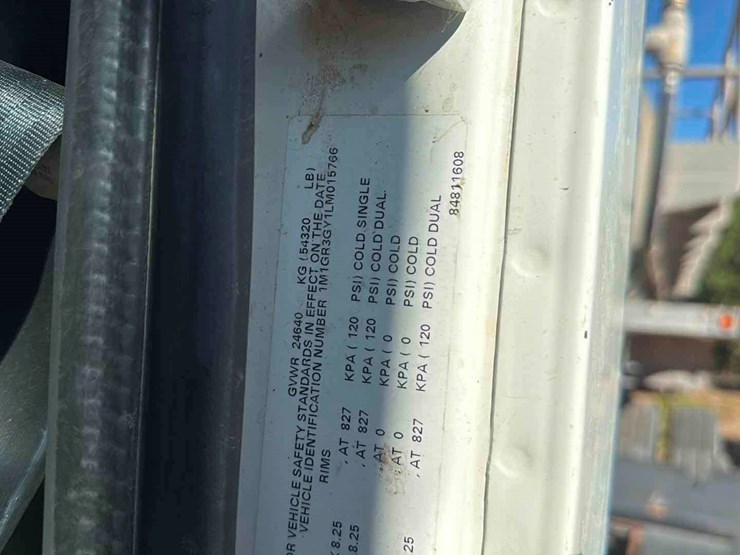 GVWR 24640 KG ( 54320 LB)
OR VEHICLE SAFETY STANDARDS IN EFFECT ON THE DATE
VEHICLE IDENTIFICATION NUMBER 1M1GR3GY1LM015766
RIMS
X 8.25 , AT 827 KPA ( 120 PSI) COLD SINGLE
8.25 , AT 827 KPA ( 120 PSI) COLD DUAL
, AT 0 KPA ( 0 PSI) COLD
, AT 0 KPA ( 0 PSI) COLD
25 , AT 827 KPA ( 120 PSI) COLD DUAL
84811608